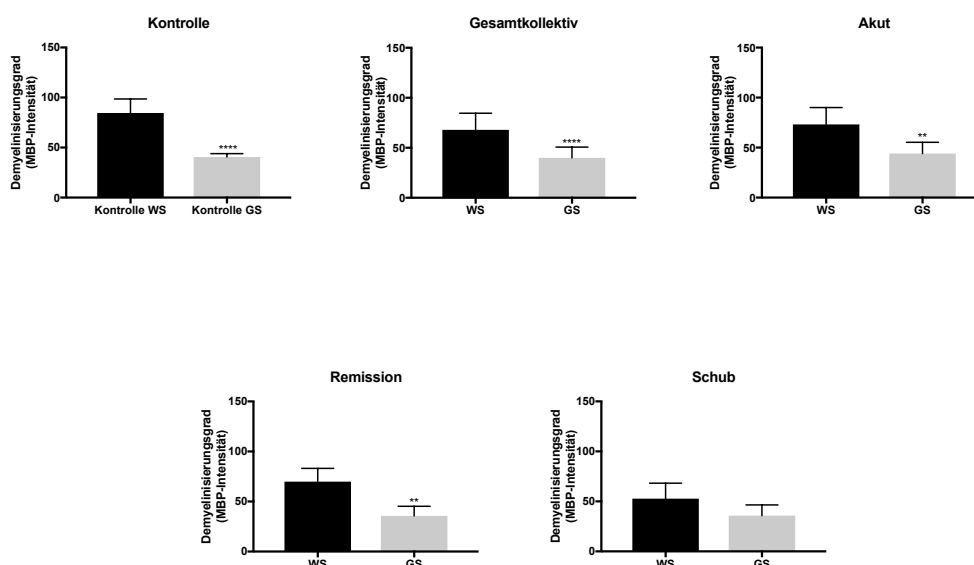 Kontrolle
Demyelinisierungsgrad
(MBP-Intensität)
150
100
50
0
****
Kontrolle WS
Kontrolle GS
Gesamtkollektiv
Demyelinisierungsgrad
(MBP-Intensität)
150
100
50
0
****
WS
GS
Akut
Demyelinisierungsgrad
(MBP-Intensität)
150
100
50
0
**
WS
GS
Remission
Demyelinisierungsgrad
(MBP-Intensität)
150
100
50
0
**
WS
GS
Schub
Demyelinisierungsgrad
(MBP-Intensität)
150
100
50
0
WS
GS